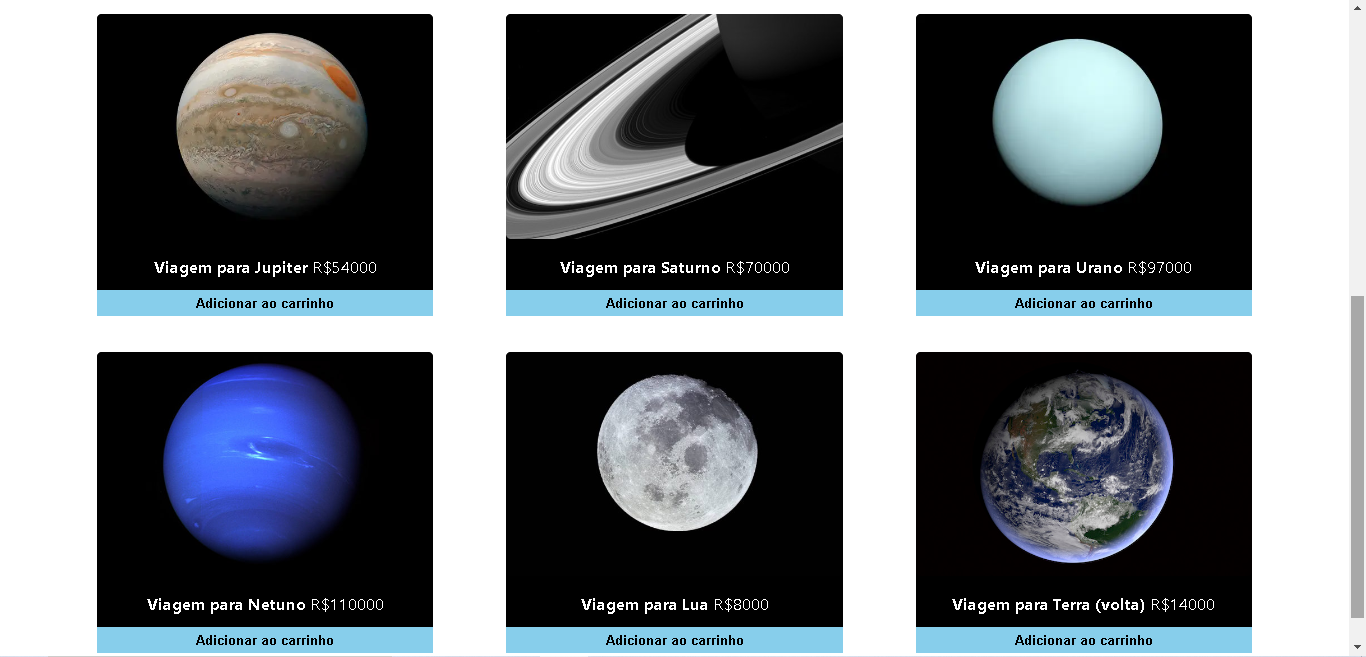 Viagem para Jupiter R$54000
Adicionar ao carrinho
Viagem para Saturno R$70000
Adicionar ao carrinho
Viagem para Urano R$97000
Adicionar ao carrinho
Viagem para Netuno R$110000
Adicionar ao carrinho
Viagem para Lua R$8000
Adicionar ao carrinho
Viagem para Terra (volta) R$14000
Adicionar ao carrinho